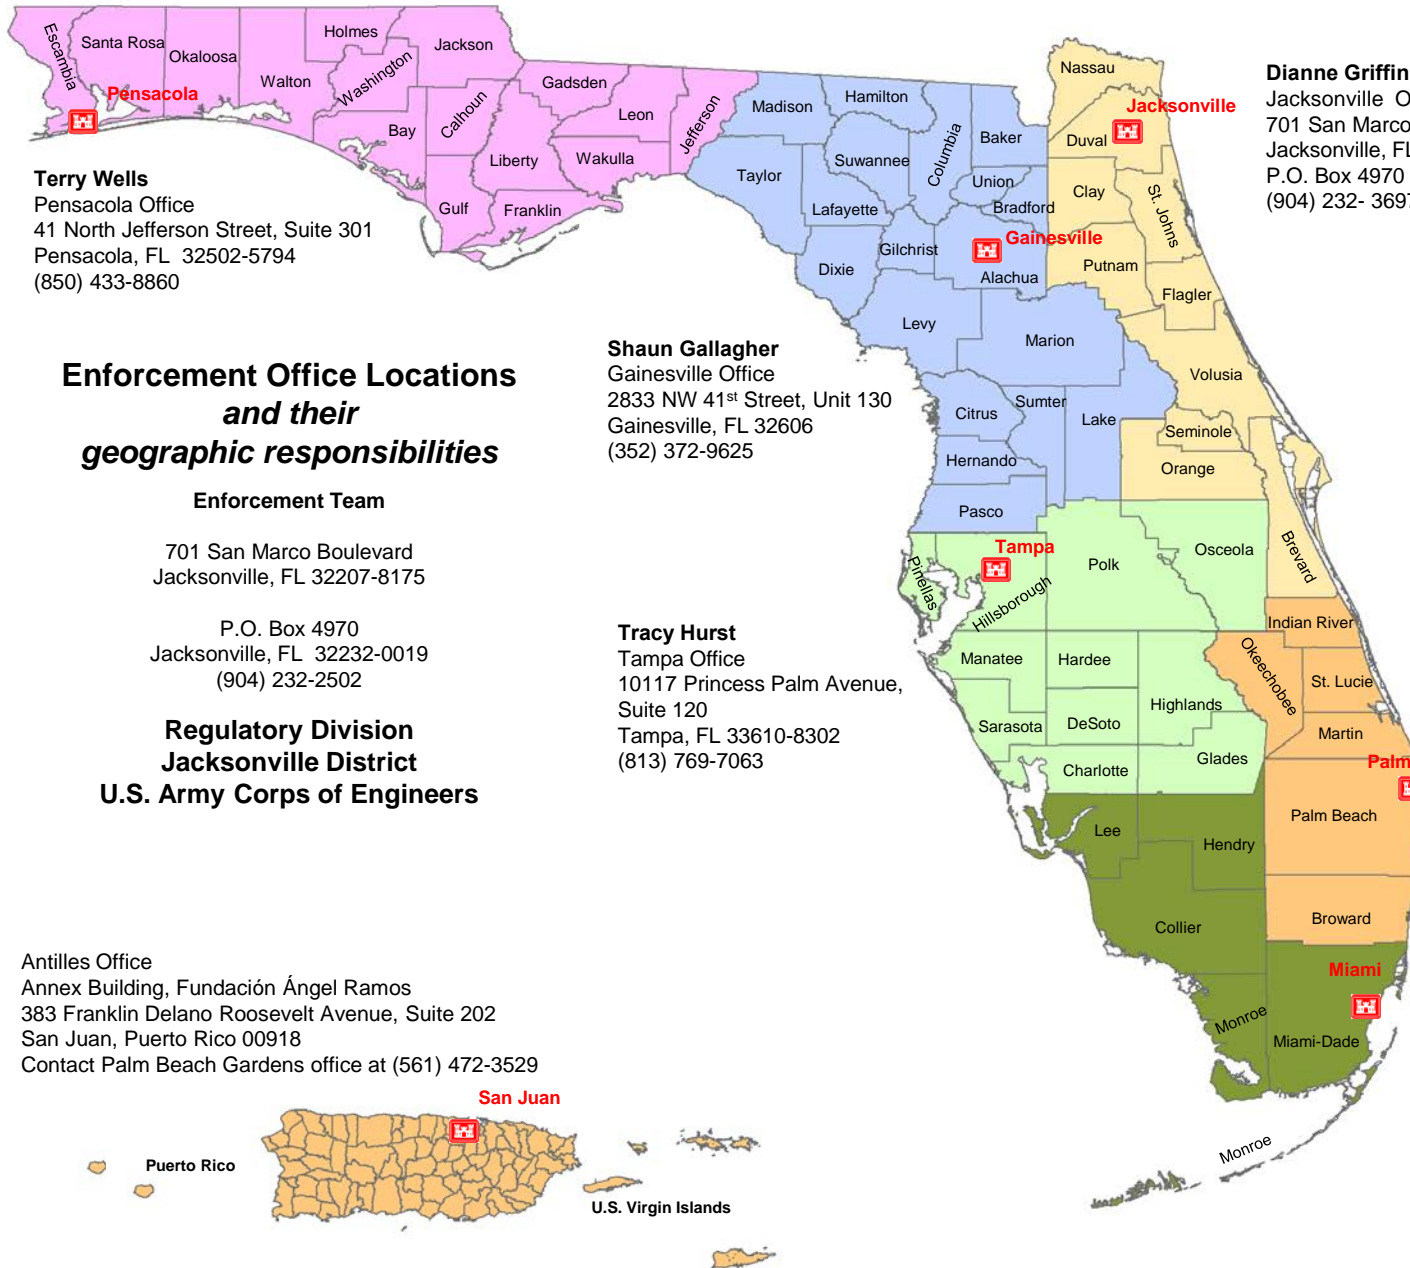 Escambia
Santa Rosa
Okaloosa
Walton
Holmes
Washington
Jackson
Bay
Calhoun
Gulf
Liberty
Franklin
Gadsden
Leon
Wakulla
Jefferson
Pensacola
Madison
Hamilton
Taylor
Suwannee
Lafayette
Columbia
Baker
Union
Bradford
Gilchrist
Dixie
Alachua
Gainesville
Levy
Marion
Citrus
Sumter
Lake
Hernando
Pasco
Nassau
Jacksonville
Duval
Clay
St. Johns
Putnam
Flagler
Volusia
Seminole
Orange
Brevard
Dianne Griffin
Jacksonville O
701 San Marco
Jacksonville, FL
P.O. Box 4970
(904) 232- 3697
Terry Wells
Pensacola Office
41 North Jefferson Street, Suite 301
Pensacola, FL 32502-5794
(850) 433-8860
Enforcement Office Locations
and their
geographic responsibilities
Enforcement Team
701 San Marco Boulevard
Jacksonville, FL 32207-8175
P.O. Box 4970
Jacksonville, FL 32232-0019
(904) 232-2502
Regulatory Division
Jacksonville District
U.S. Army Corps of Engineers
Shaun Gallagher
Gainesville Office
2833 NW 41st Street, Unit 130
Gainesville, FL 32606
(352) 372-9625
Tracy Hurst
Tampa Office
10117 Princess Palm Avenue,
Suite 120
Tampa, FL 33610-8302
(813) 769-7063
Tampa
Pinellas
Hillsborough
Polk
Osceola
Manatee
Hardee
Highlands
Sarasota
DeSoto
Charlotte
Glades
Indian River
Okeechobee
St. Lucie
Martin
Palm
Palm Beach
Broward
Lee
Hendry
Collier
Miami
Monroe
Miami-Dade
Monroe
Antilles Office
Annex Building, Fundación Ángel Ramos
383 Franklin Delano Roosevelt Avenue, Suite 202
San Juan, Puerto Rico 00918
Contact Palm Beach Gardens office at (561) 472-3529
San Juan
Puerto Rico
U.S. Virgin Islands